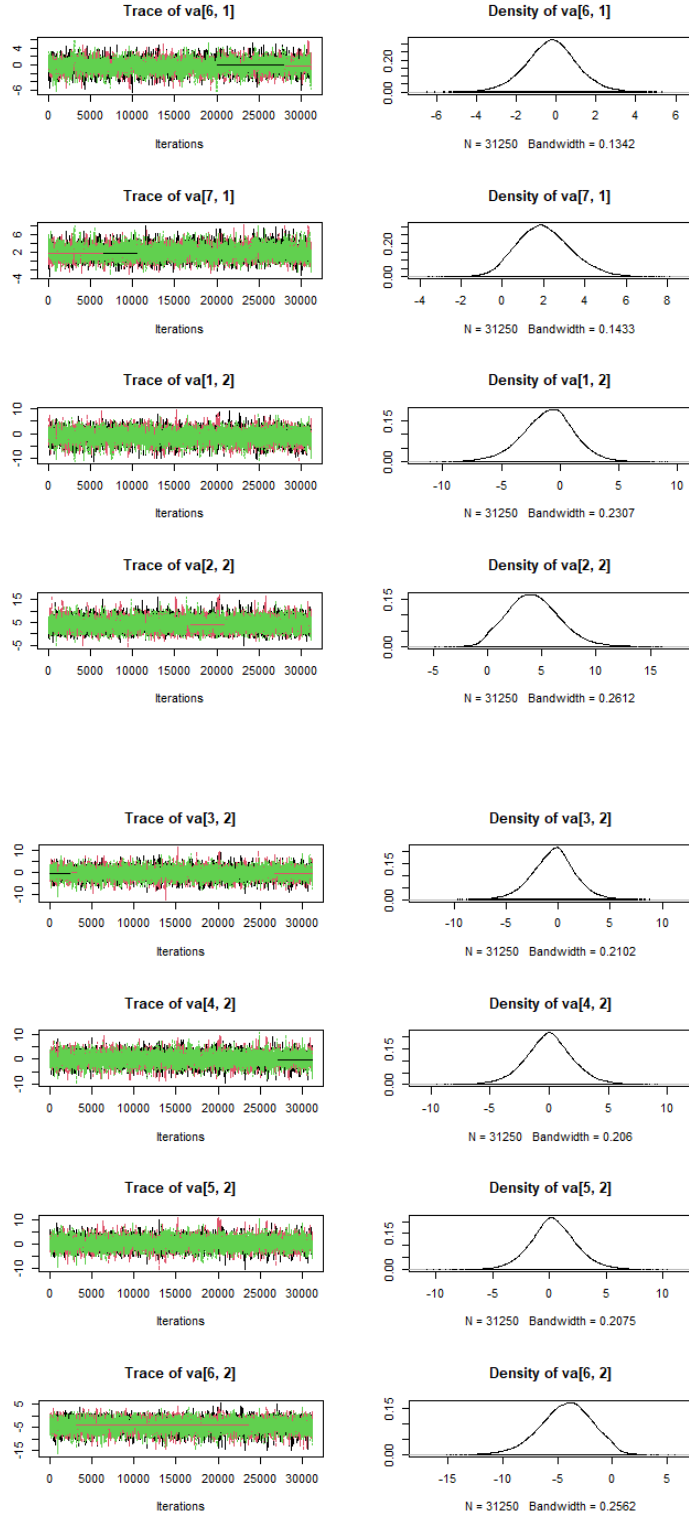 Trace of va[6, 1]
Density of va[6, 1]
-6 0 4
0.00 0.20
0 5000 10000 15000 20000 25000 30000
-6 -4 -2 0 2 4 6
Iterations
N = 31250 Bandwidth = 0.1342
Trace of va[7, 1]
Density of va[7, 1]
-4 2 6
0.00 0.20
0 5000 10000 15000 20000 25000 30000
-4 -2 0 2 4 6 8
Iterations
N = 31250 Bandwidth = 0.1433
Trace of va[1, 2]
Density of va[1, 2]
-10 0 10
0.00 0.15
0 5000 10000 15000 20000 25000 30000
-10 -5 0 5 10
Iterations
N = 31250 Bandwidth = 0.2307
Trace of va[2, 2]
Density of va[2, 2]
-5 5 15
0.00 0.15
0 5000 10000 15000 20000 25000 30000
-5 0 5 10 15
Iterations
N = 31250 Bandwidth = 0.2612
Trace of va[3, 2]
Density of va[3, 2]
-10 0 10
0.00 0.15
0 5000 10000 15000 20000 25000 30000
-10 -5 0 5 10
Iterations
N = 31250 Bandwidth = 0.2102
Trace of va[4, 2]
Density of va[4, 2]
-10 0 10
0.00 0.15
0 5000 10000 15000 20000 25000 30000
-10 -5 0 5 10
Iterations
N = 31250 Bandwidth = 0.206
Trace of va[5, 2]
Density of va[5, 2]
-10 0 10
0.00 0.15
0 5000 10000 15000 20000 25000 30000
-10 -5 0 5 10
Iterations
N = 31250 Bandwidth = 0.2075
Trace of va[6, 2]
Density of va[6, 2]
-15 -5 5
0.00 0.15
0 5000 10000 15000 20000 25000 30000
-15 -10 -5 0 5
Iterations
N = 31250 Bandwidth = 0.2562